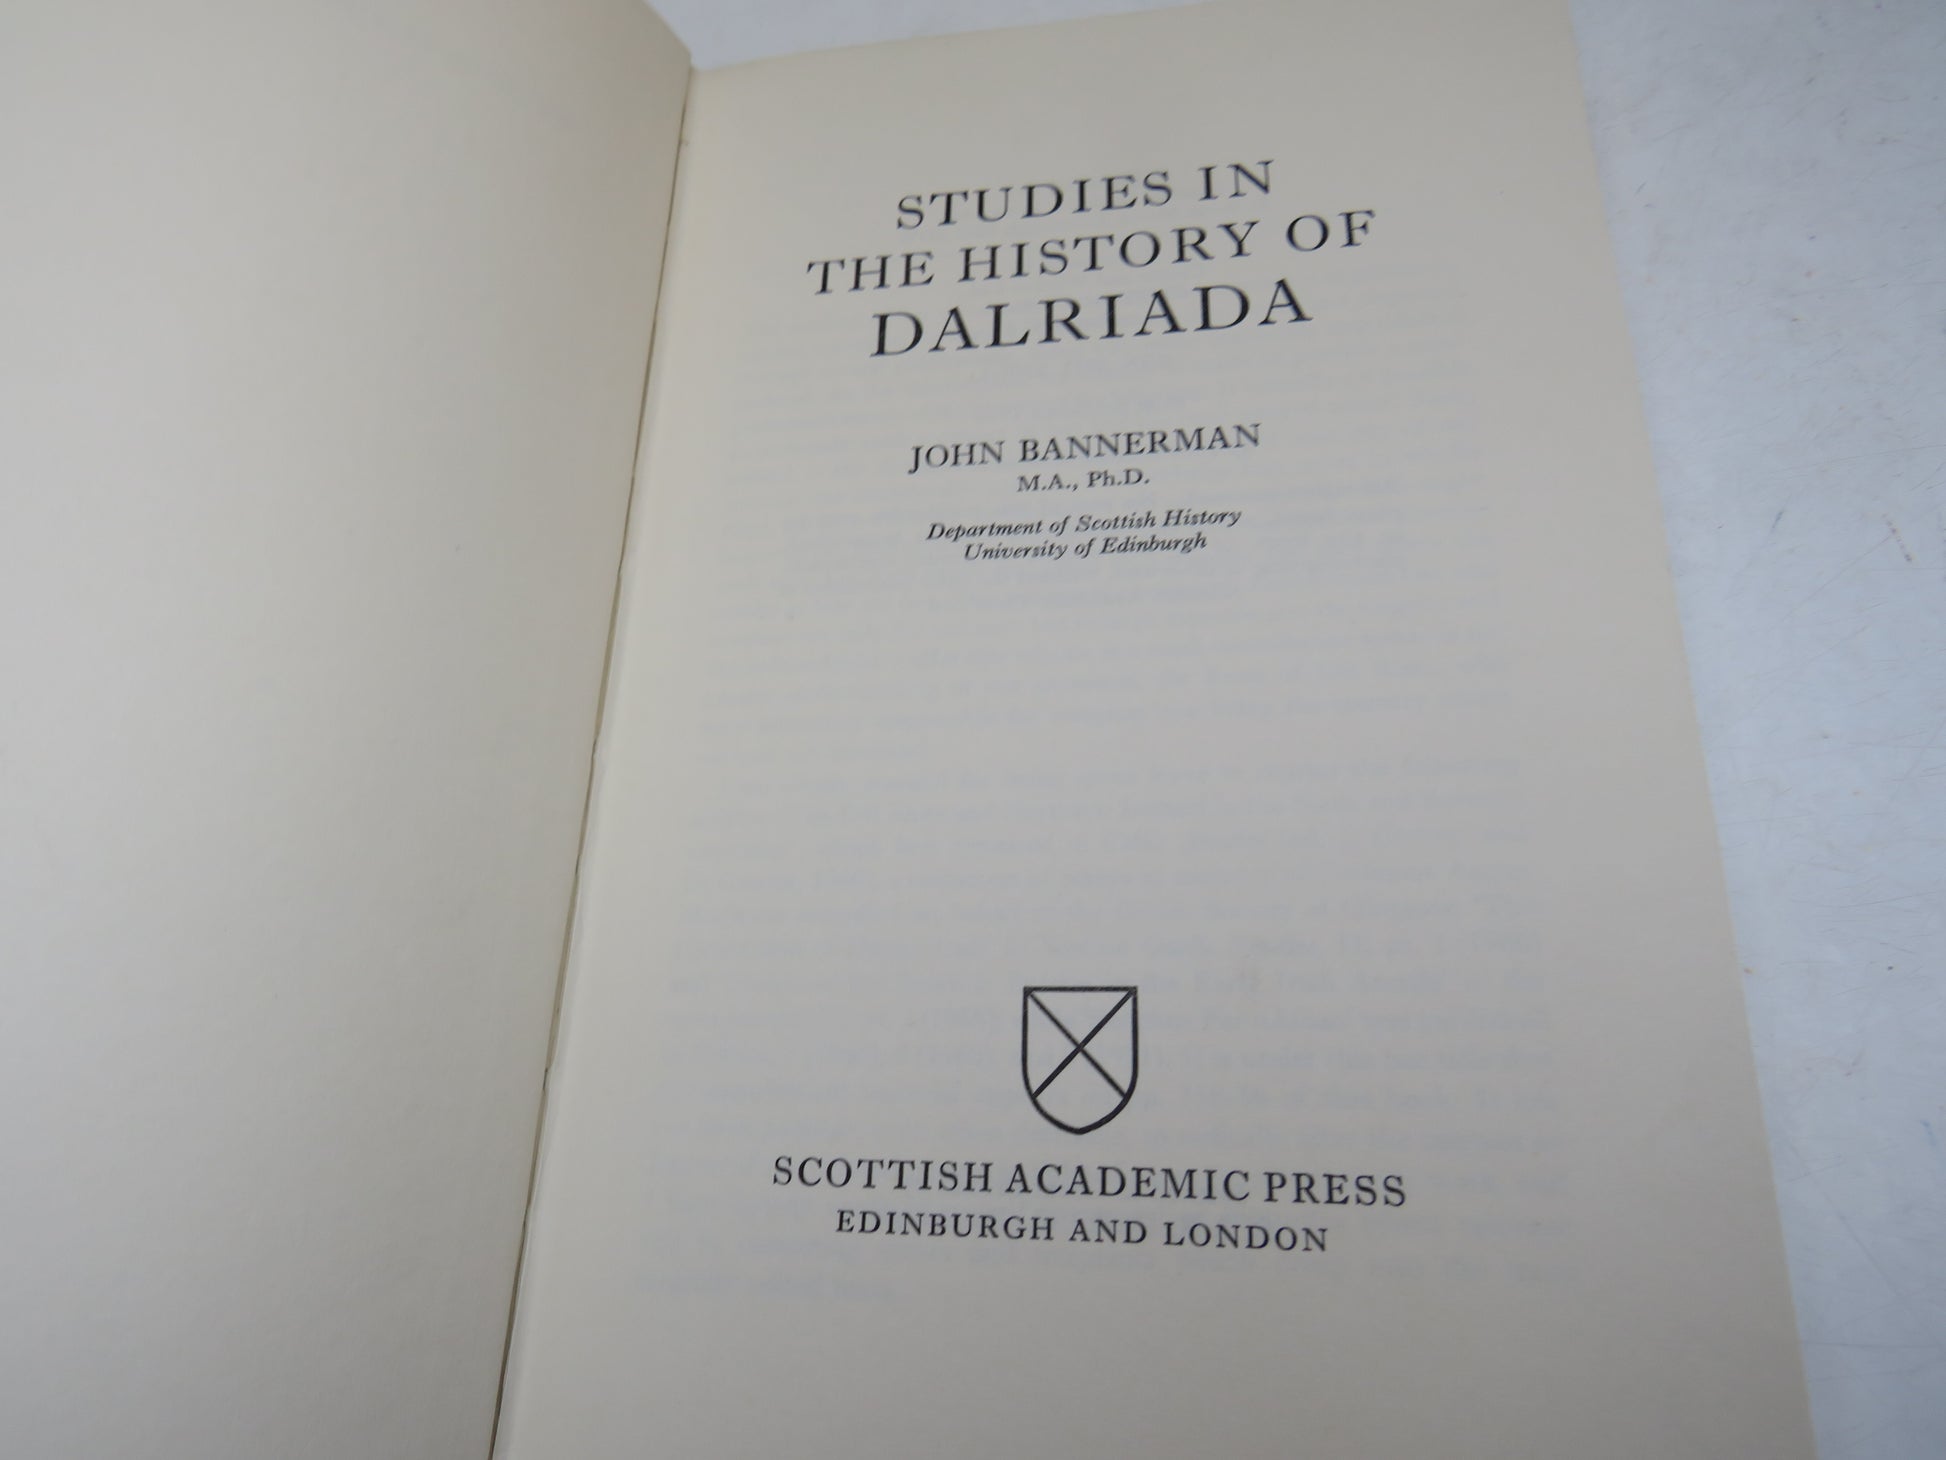 STUDIES IN
THE HISTORY OF
DALRIADA
JOHN BANNERMAN
M.A., Ph.D.
Department of Scottish History
University of Edinburgh
SCOTTISH ACADEMIC PRESS
EDINBURGH AND LONDON